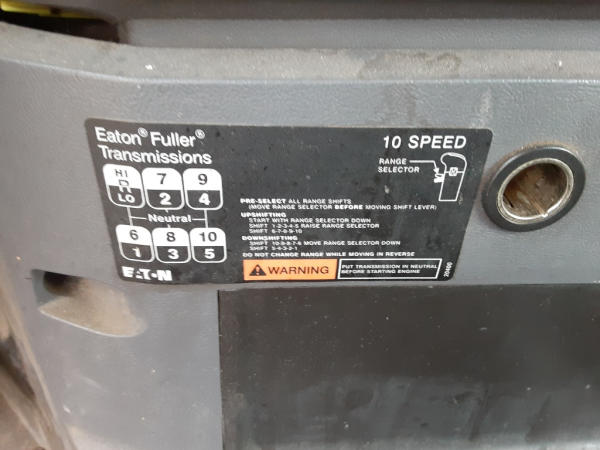 Eaton® Fuller®
Transmissions
10 SPEED
RANGE
SELECTOR
HI 7 9
R
LO 2 4
Neutral
6 8 10
1 3 5
EATON
PRE-SELECT ALL RANGE SHIFTS
(MOVE RANGE SELECTOR BEFORE MOVING SHIFT LEVER)
UPSHIFTING
START WITH RANGE SELECTOR DOWN
SHIFT 1-2-3-4-5 RAISE RANGE SELECTOR
SHIFT 6-7-8-9-10
DOWNSHIFTING
SHIFT 10-9-8-7-6 MOVE RANGE SELECTOR DOWN
SHIFT 5-4-3-2-1
DO NOT CHANGE RANGE WHILE MOVING IN REVERSE
WARNING
PUT TRANSMISSION IN NEUTRAL
BEFORE STARTING ENGINE